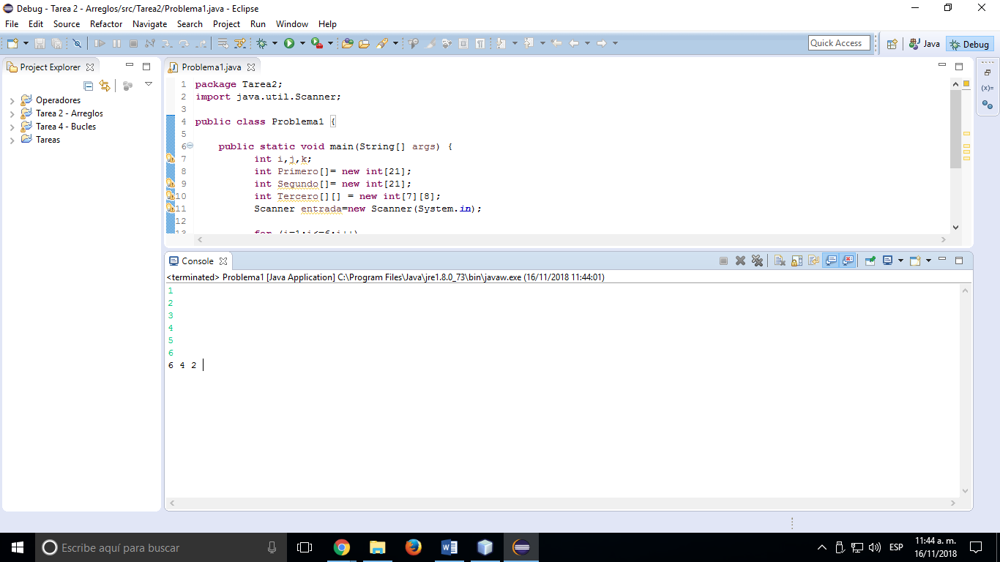 Debug - Tarea 2 - Arreglos/src/Tarea2/Problema1.java - Eclipse
File Edit Source Refactor Navigate Search Project Run Window Help
Quick Access Java Debug
Project Explorer
Operadores
Tarea 2 - Arreglos
Tarea 4 - Bucles
Tareas
Problema1.java
1 package Tarea2;
2 import java.util.Scanner;
3
4 public class Problema1 {
5
6 public static void main(String[] args) {
7 int i,j,k;
8 int Primero[]= new int[21];
9 int Segundo[]= new int[21];
10 int Tercero[][] = new int[7][8];
11 Scanner entrada=new Scanner(System.in);
12
13 for (i=1;i<=6;i++)
(x)=
Console
<terminated> Problema1 [Java Application] C:\Program Files\Java\jre1.8.0_73\bin\javaw.exe (16/11/2018 11:44:01)
1
2
3
4
5
6
6 4 2
Escribe aquí para buscar
ESP
11:44 a. m.
16/11/2018